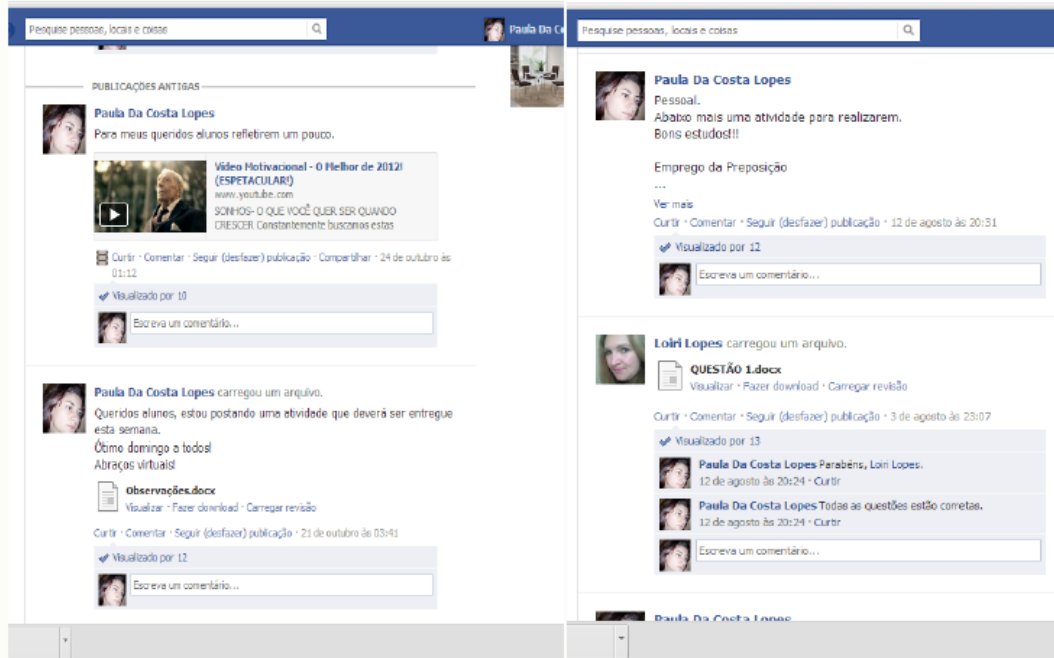 Pesquise pessoas, locais e coisas
Paula Da Co
PUBLICAÇÕES ANTIGAS
Paula Da Costa Lopes
Para meus queridos alunos refletirem um pouco.
Vídeo Motivacional - O Melhor de 2012!
(ESPETACULAR!)
www.youtube.com
SONHOS- O QUE VOCÊ QUER SER QUANDO
CRESCER Constantemente buscamos estas
Curtir · Comentar · Seguir (desfazer) publicação · Compartilhar · 24 de outubro às
01:12
Visualizado por 10
Escreva um comentário...
Paula Da Costa Lopes carregou um arquivo.
Queridos alunos, estou postando uma atividade que deverá ser entregue
esta semana.
Ótimo domingo a todos!
Abraços virtuais!
Observações.docx
Visualizar · Fazer download · Carregar revisão
Curtir · Comentar · Seguir (desfazer) publicação · 21 de outubro às 03:41
Visualizado por 12
Escreva um comentário...
Pesquise pessoas, locais e coisas
Paula Da Costa Lopes
Pessoal.
Abaixo mais uma atividade para realizarem.
Bons estudos!!!
Emprego da Preposição
...
Ver mais
Curtir · Comentar · Seguir (desfazer) publicação · 12 de agosto às 20:31
Visualizado por 12
Escreva um comentário...
Loiri Lopes carregou um arquivo.
QUESTÃO 1.docx
Visualizar · Fazer download · Carregar revisão
Curtir · Comentar · Seguir (desfazer) publicação · 3 de agosto às 23:07
Visualizado por 13
Paula Da Costa Lopes Parabéns, Loiri Lopes.
12 de agosto às 20:24 · Curtir
Paula Da Costa Lopes Todas as questões estão corretas.
12 de agosto às 20:24 · Curtir
Escreva um comentário...
Paula Da Costa Lopes